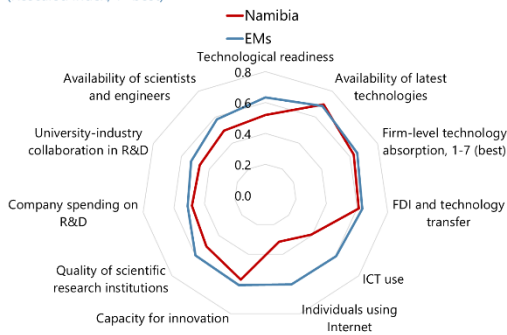 Namibia
EMs
Technological readiness
Availability of latest
technologies
Firm-level technology
absorption, 1-7 (best)
FDI and technology
transfer
ICT use
Individuals using
Internet
Capacity for innovation
Quality of scientific
research institutions
Company spending on
R&D
University-industry
collaboration in R&D
Availability of scientists
and engineers
0.8
0.6
0.4
0.2
0.0